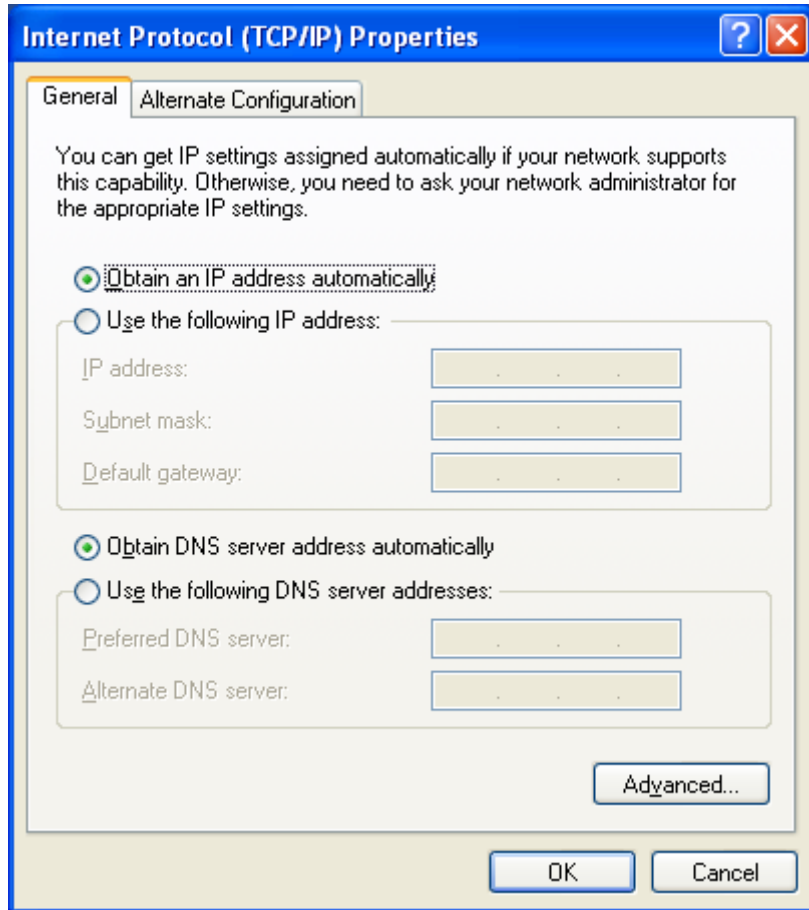 Internet Protocol (TCP/IP) Properties
General
Alternate Configuration
You can get IP settings assigned automatically if your network supports
this capability. Otherwise, you need to ask your network administrator for
the appropriate IP settings.
Obtain an IP address automatically
Use the following IP address:
IP address:
Subnet mask:
Default gateway:
Obtain DNS server address automatically
Use the following DNS server addresses:
Preferred DNS server:
Alternate DNS server:
Advanced...
OK
Cancel